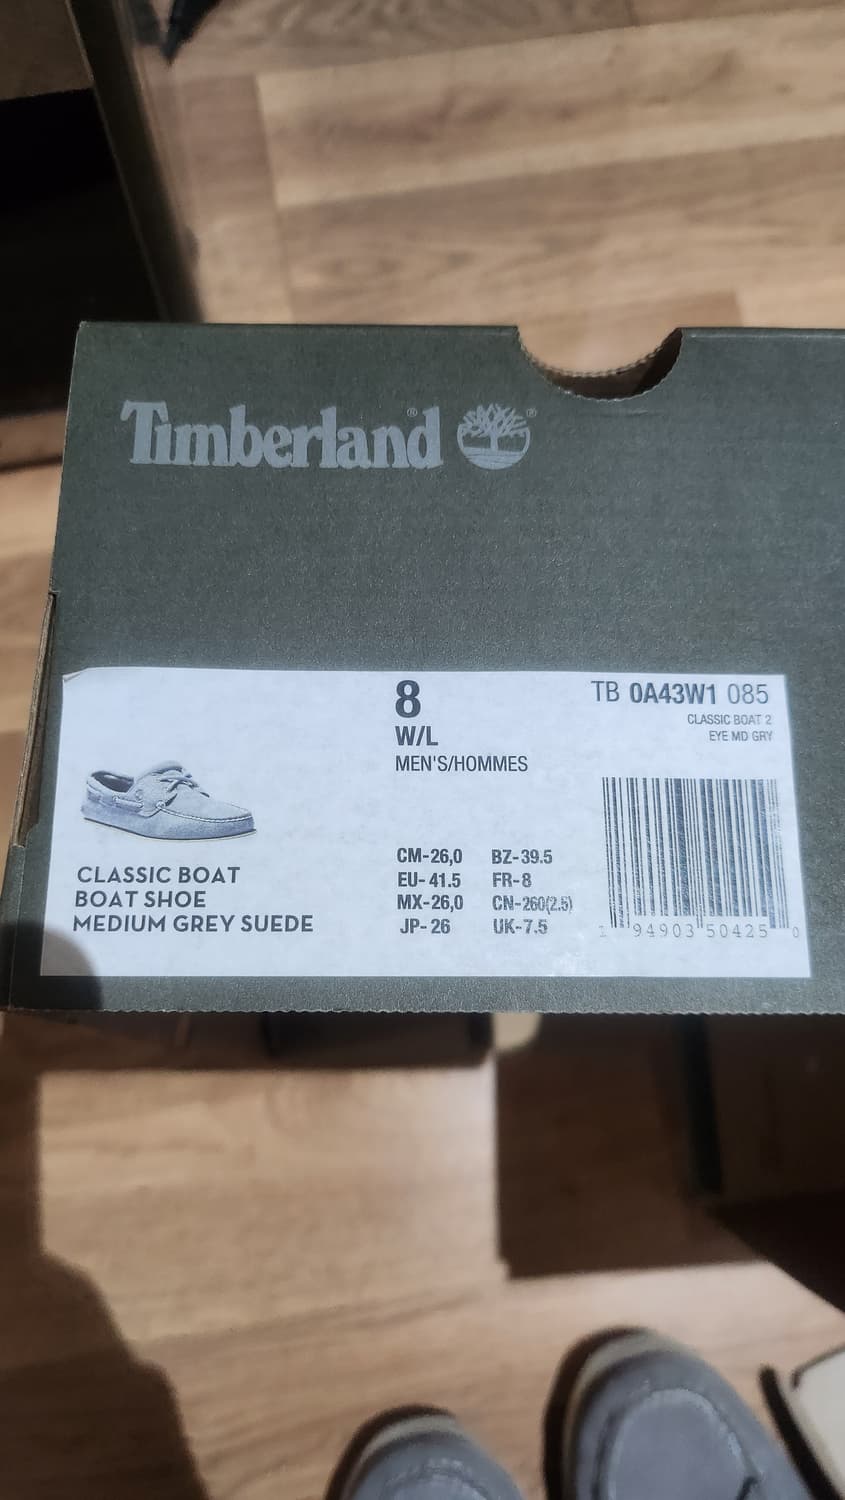 Timberland®
®
8
W/L
MEN'S/HOMMES
TB 0A43W1 085
CLASSIC BOAT 2
EYE MD GRY
CLASSIC BOAT
BOAT SHOE
MEDIUM GREY SUEDE
CM-26,0 BZ-39.5
EU-41.5 FR-8
MX-26,0 CN-260(2.5)
JP-26 UK-7.5
1 94903 50425 0